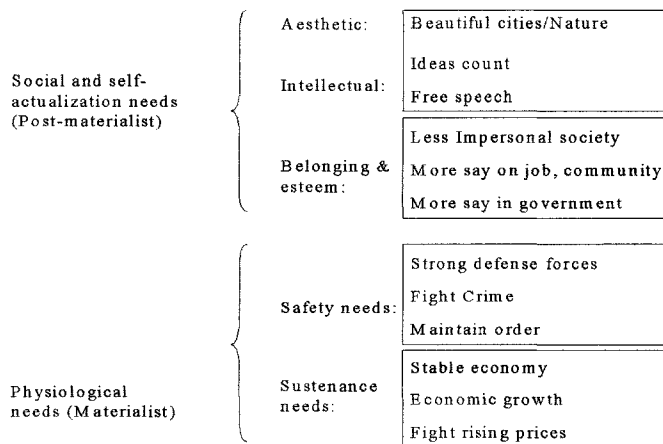 Aesthetic: Beautiful cities/Nature
Social and self-
actualization needs
(Post-materialist)
Intellectual: Ideas count
Free speech
Belonging &
esteem:
Less Impersonal society
More say on job, community
More say in government
Safety needs: Strong defense forces
Fight Crime
Maintain order
Physiological
needs (Materialist)
Sustenance
needs:
Stable economy
Economic growth
Fight rising prices